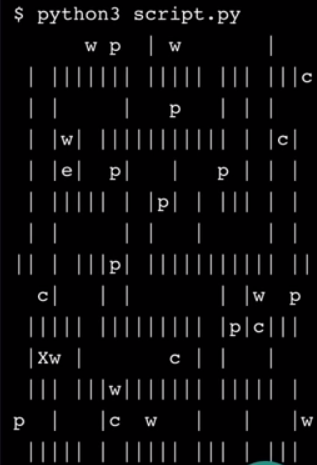 $ python3 script.py
      w p  | w       |
 | ||||||| ||||| ||| |||c
 | |     |   p   | | |
 | |w| ||||||||||| | |c|
 | |e|  p|   |   p | | |
 | ||||| | |p| | ||| | |
 | |     | |   |     | |
|| | |||p| ||||||||||| ||
  c|   | |       | |w  p
 ||||| ||||||||| |p|c|||
 |Xw |       c | |   |
 ||| |||w||||||| ||||| |
p  |   |c  w   |   |   |w
 ||||| | ||||| ||| | |||